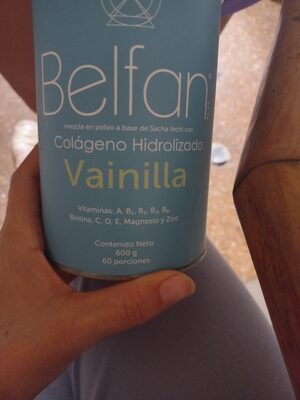 Belfan
mezcla en polvo a base de Sacha Inchi con
Colágeno Hidrolizado
Vainilla
Vitaminas: A, B₁, B₂, B₃, B₆,
Biotina, C, D, E, Magnesio y Zinc
Contenido Neto
600 g
60 porciones